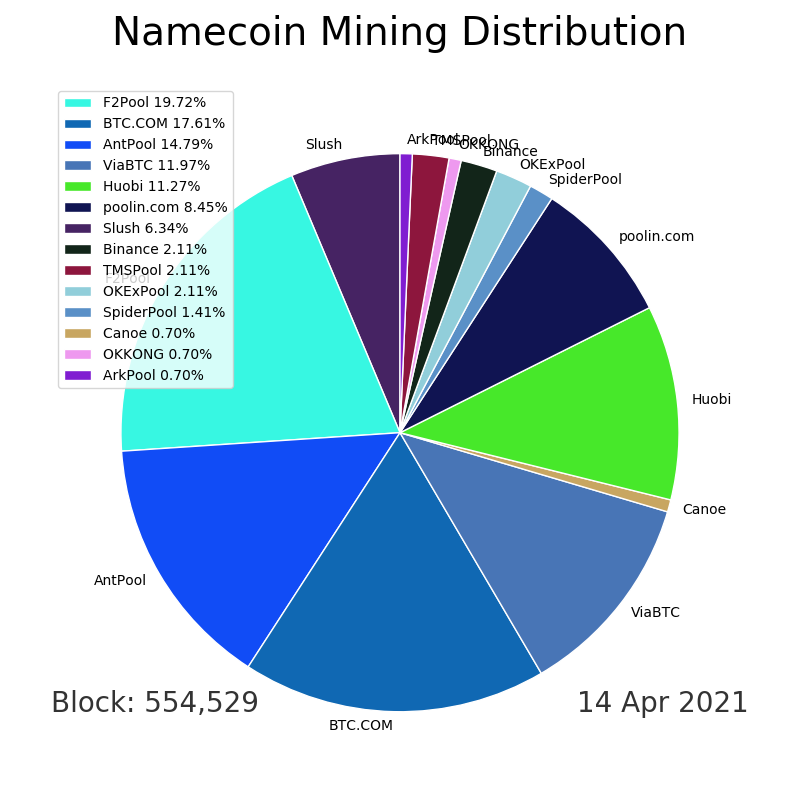 Namecoin Mining Distribution
F2Pool 19.72%
BTC.COM 17.61%
AntPool 14.79%
ViaBTC 11.97%
Huobi 11.27%
poolin.com 8.45%
Slush 6.34%
Binance 2.11%
TMSPool 2.11%
OKExPool 2.11%
SpiderPool 1.41%
Canoe 0.70%
OKKONG 0.70%
ArkPool 0.70%
F2Pool
Slush
ArkPool
TMSPool
OKKONG
Binance
OKExPool
SpiderPool
poolin.com
Huobi
Canoe
ViaBTC
BTC.COM
AntPool
Block: 554,529
14 Apr 2021